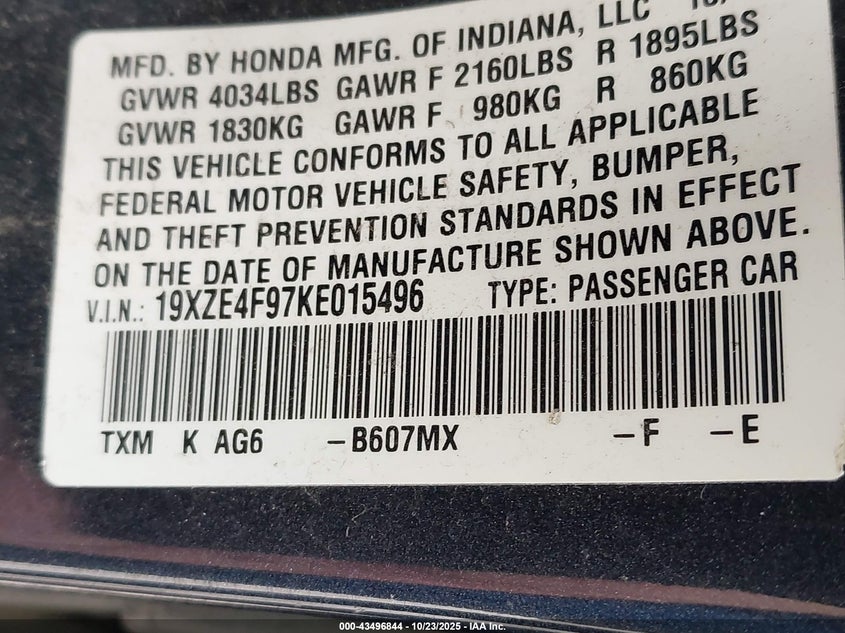 MFD. BY HONDA MFG. OF INDIANA, LLC
GVWR 4034LBS GAWR F 2160LBS R 1895LBS
GVWR 1830KG GAWR F 980KG R 860KG
THIS VEHICLE CONFORMS TO ALL APPLICABLE
FEDERAL MOTOR VEHICLE SAFETY, BUMPER,
AND THEFT PREVENTION STANDARDS IN EFFECT
ON THE DATE OF MANUFACTURE SHOWN ABOVE.
V.I.N.: 19XZE4F97KE015496 TYPE: PASSENGER CAR
TXM K AG6 -B607MX -F -E
000-43496844 - 10/23/2025 - IAA Inc.